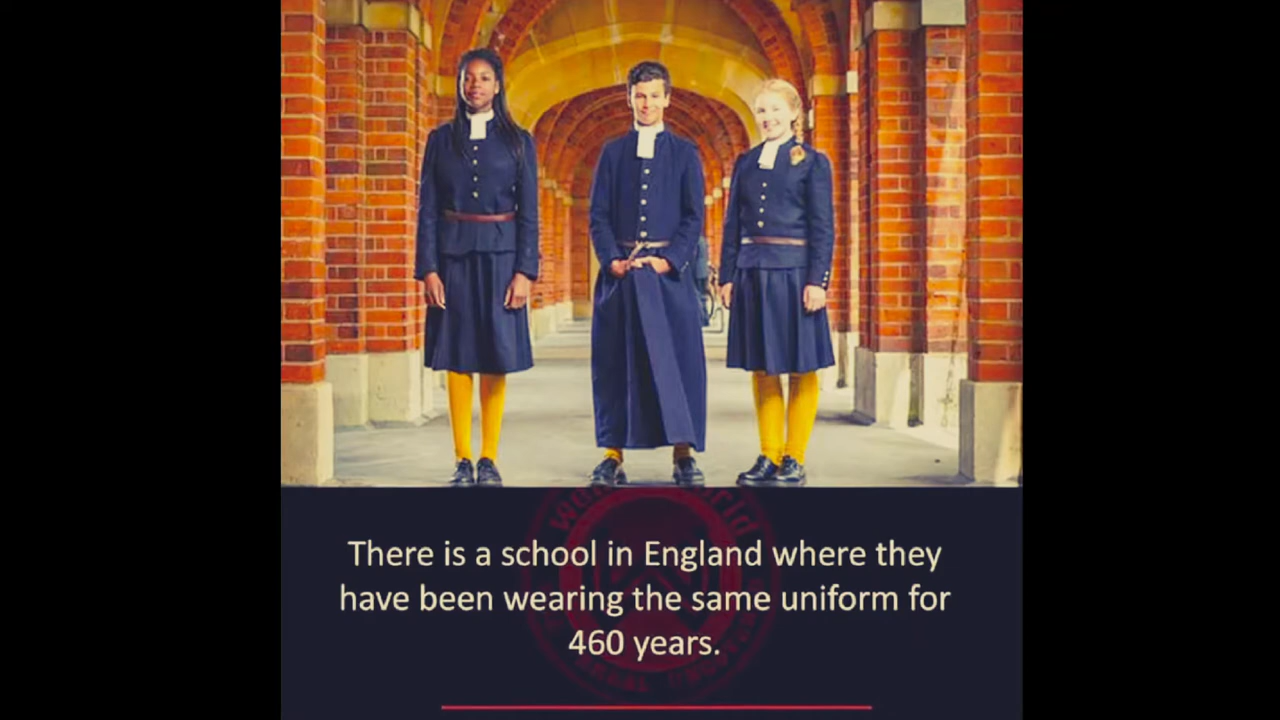 There is a school in England where they
have been wearing the same uniform for
460 years.